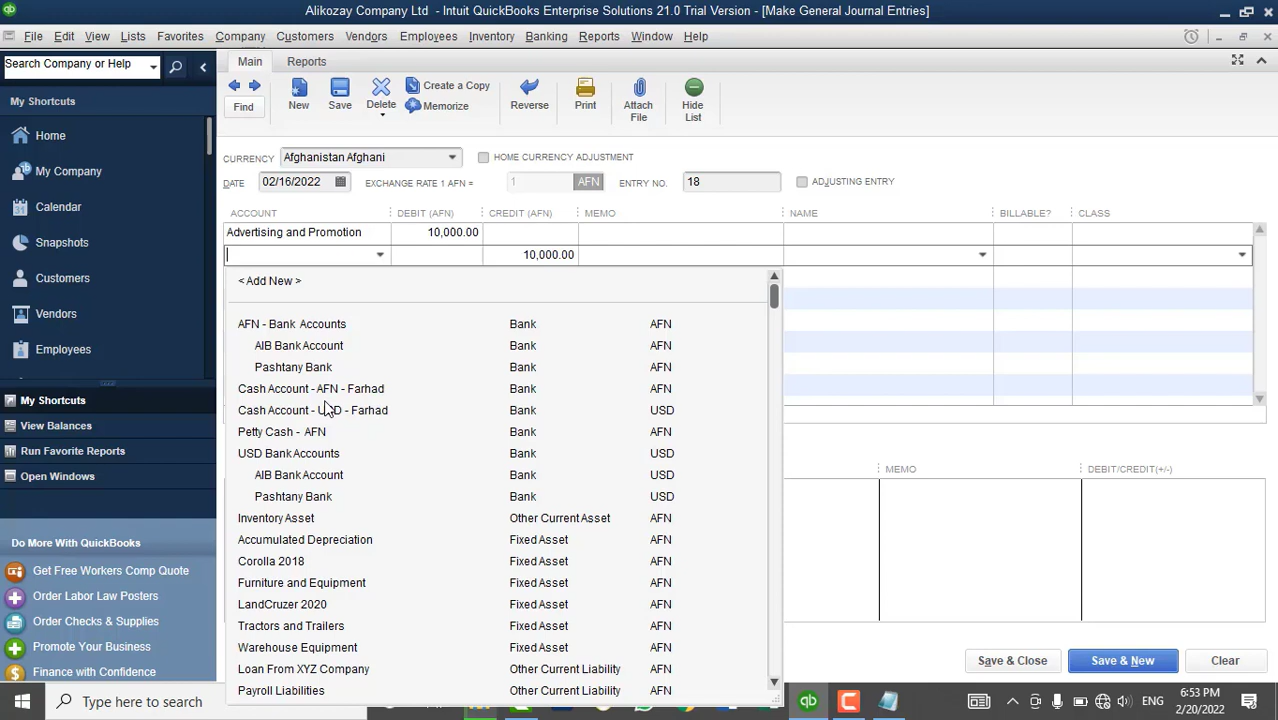 Alikozay Company Ltd - Intuit QuickBooks Enterprise Solutions 21.0 Trial Version - [Make General Journal Entries]
File Edit View Lists Favorites Company Customers Vendors Employees Inventory Banking Reports Window Help
Search Company or Help
My Shortcuts
Home
My Company
Calendar
Snapshots
Customers
Vendors
Employees
My Shortcuts
View Balances
Run Favorite Reports
Open Windows
Do More With QuickBooks
Get Free Workers Comp Quote
Order Labor Law Posters
Order Checks & Supplies
Promote Your Business
Finance with Confidence
Main Reports
Find
New
Save
Delete
Create a Copy
Memorize
Reverse
Print
Attach
File
Hide
List
CURRENCY Afghanistan Afghani HOME CURRENCY ADJUSTMENT
DATE 02/16/2022 EXCHANGE RATE 1 AFN = 1 AFN ENTRY NO. 18 ADJUSTING ENTRY
ACCOUNT DEBIT (AFN) CREDIT (AFN) MEMO NAME BILLABLE? CLASS
Advertising and Promotion 10,000.00
10,000.00
< Add New >
AFN - Bank Accounts Bank AFN
AIB Bank Account Bank AFN
Pashtany Bank Bank AFN
Cash Account - AFN - Farhad Bank AFN
Cash Account - USD - Farhad Bank USD
Petty Cash - AFN Bank AFN
USD Bank Accounts Bank USD
AIB Bank Account Bank USD
Pashtany Bank Bank USD
Inventory Asset Other Current Asset AFN
Accumulated Depreciation Fixed Asset AFN
Corolla 2018 Fixed Asset AFN
Furniture and Equipment Fixed Asset AFN
LandCruzer 2020 Fixed Asset AFN
Tractors and Trailers Fixed Asset AFN
Warehouse Equipment Fixed Asset AFN
Loan From XYZ Company Other Current Liability AFN
Payroll Liabilities Other Current Liability AFN
MEMO DEBIT/CREDIT(+/-)
Save & Close Save & New Clear
Type here to search
ENG
6:53 PM
2/20/2022